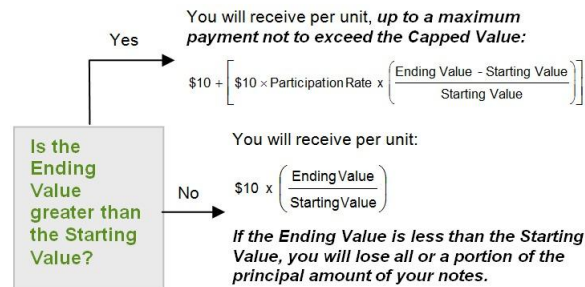 You will receive per unit, up to a maximum
payment not to exceed the Capped Value:
Yes
$10 + [ $10 × Participation Rate x ( Ending Value - Starting Value / Starting Value ) ]
Is the
Ending
Value
greater than
the Starting
Value?
No
You will receive per unit:
$10 x ( Ending Value / Starting Value )
If the Ending Value is less than the Starting
Value, you will lose all or a portion of the
principal amount of your notes.